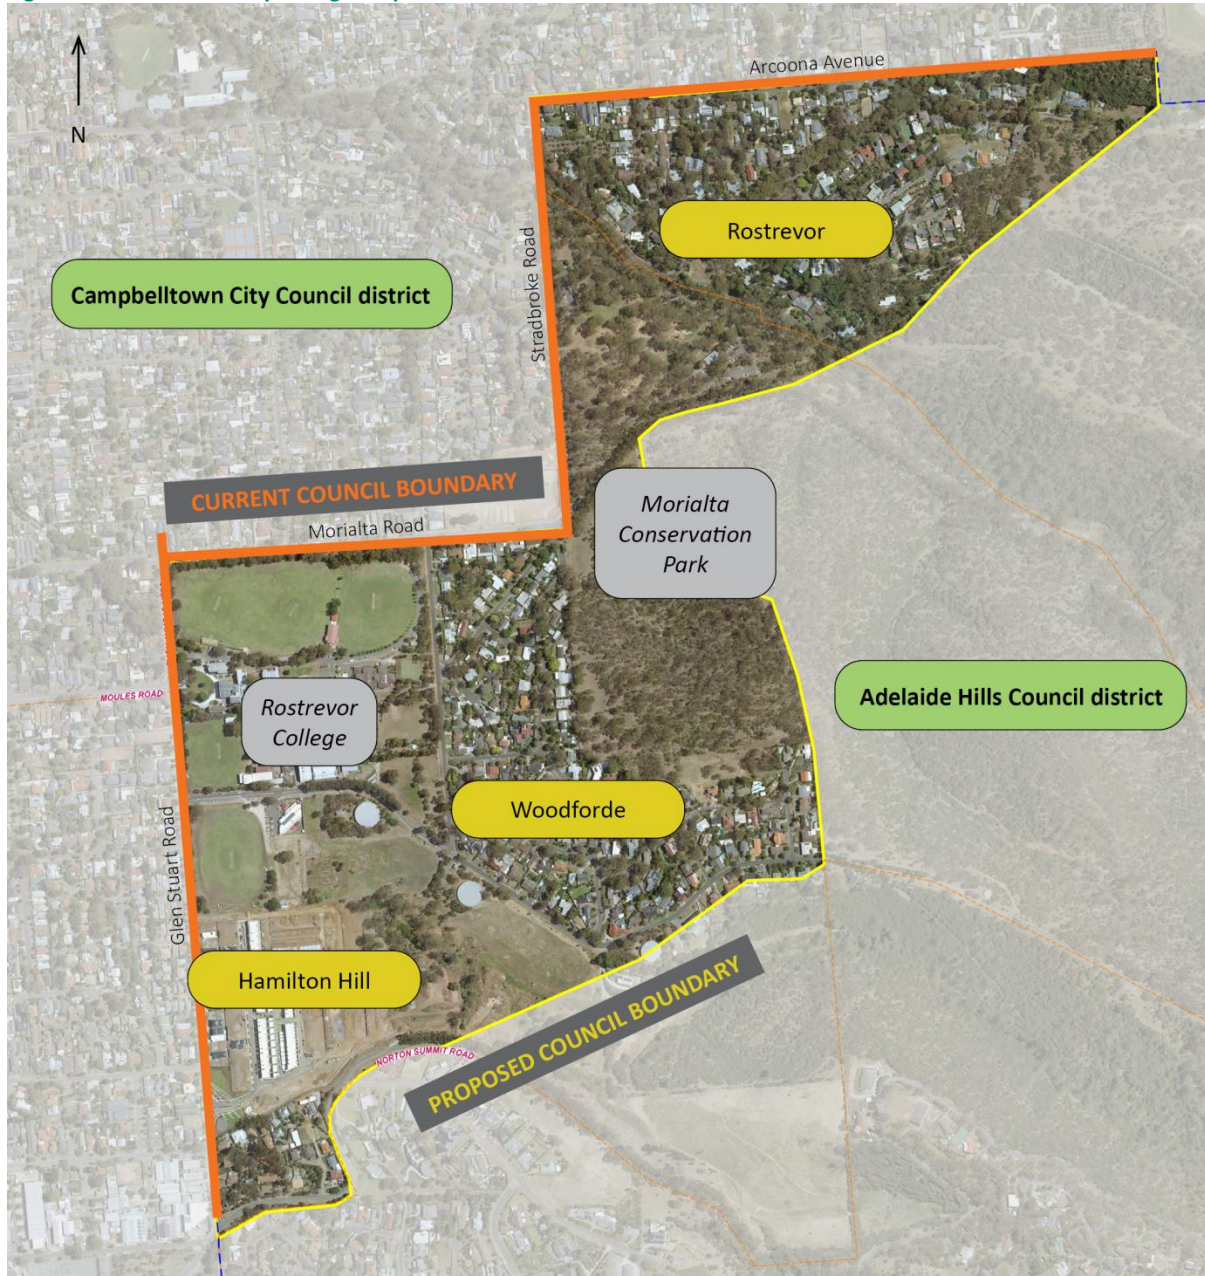 Arcoona Avenue
N
Rostrevor
Stradbroke Road
Campbelltown City Council district
CURRENT COUNCIL BOUNDARY
Morialta
Conservation
Park
Morialta Road
MOULES ROAD
Adelaide Hills Council district
Rostrevor
College
Woodforde
Glen Stuart Road
Hamilton Hill
PROPOSED COUNCIL BOUNDARY
NORTON SUMMIT ROAD